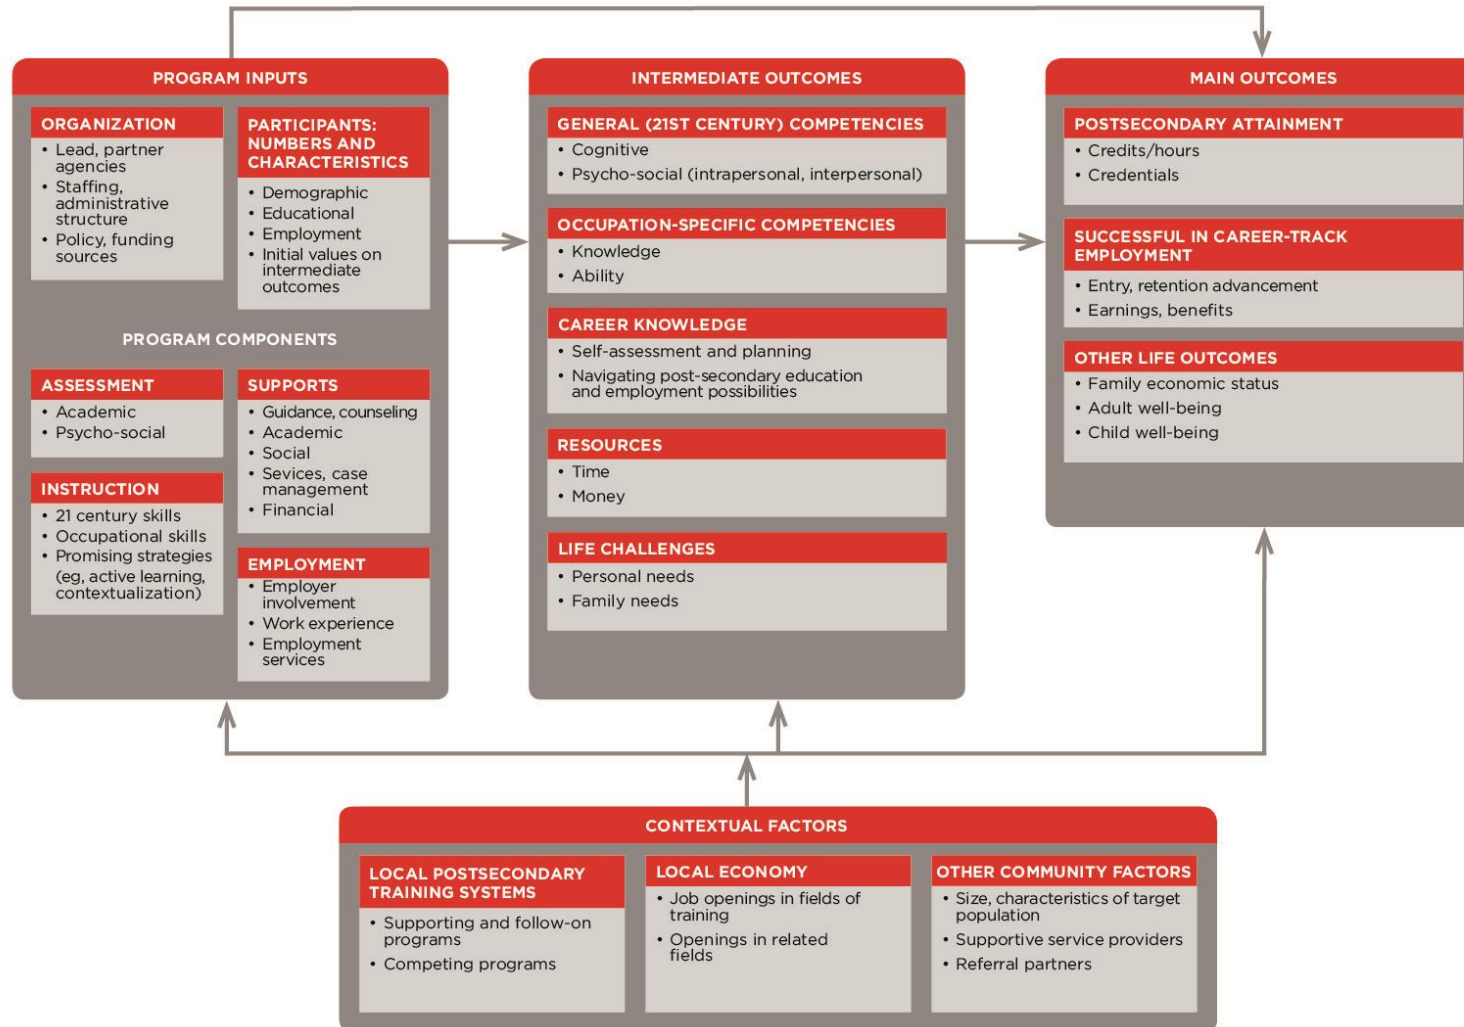 PROGRAM INPUTS
ORGANIZATION
• Lead, partner
agencies
• Staffing,
administrative
structure
• Policy, funding
sources
PARTICIPANTS:
NUMBERS AND
CHARACTERISTICS
• Demographic
• Educational
• Employment
• Initial values on
intermediate
outcomes
PROGRAM COMPONENTS
ASSESSMENT
• Academic
• Psycho-social
INSTRUCTION
• 21 century skills
• Occupational skills
• Promising strategies
(eg, active learning,
contextualization)
SUPPORTS
• Guidance, counseling
• Academic
• Social
• Sevices, case
management
• Financial
EMPLOYMENT
• Employer
involvement
• Work experience
• Employment
services
INTERMEDIATE OUTCOMES
GENERAL (21ST CENTURY) COMPETENCIES
• Cognitive
• Psycho-social (intrapersonal, interpersonal)
OCCUPATION-SPECIFIC COMPETENCIES
• Knowledge
• Ability
CAREER KNOWLEDGE
• Self-assessment and planning
• Navigating post-secondary education
and employment possibilities
RESOURCES
• Time
• Money
LIFE CHALLENGES
• Personal needs
• Family needs
MAIN OUTCOMES
POSTSECONDARY ATTAINMENT
• Credits/hours
• Credentials
SUCCESSFUL IN CAREER-TRACK
EMPLOYMENT
• Entry, retention advancement
• Earnings, benefits
OTHER LIFE OUTCOMES
• Family economic status
• Adult well-being
• Child well-being
CONTEXTUAL FACTORS
LOCAL POSTSECONDARY
TRAINING SYSTEMS
• Supporting and follow-on
programs
• Competing programs
LOCAL ECONOMY
• Job openings in fields of
training
• Openings in related
fields
OTHER COMMUNITY FACTORS
• Size, characteristics of target
population
• Supportive service providers
• Referral partners